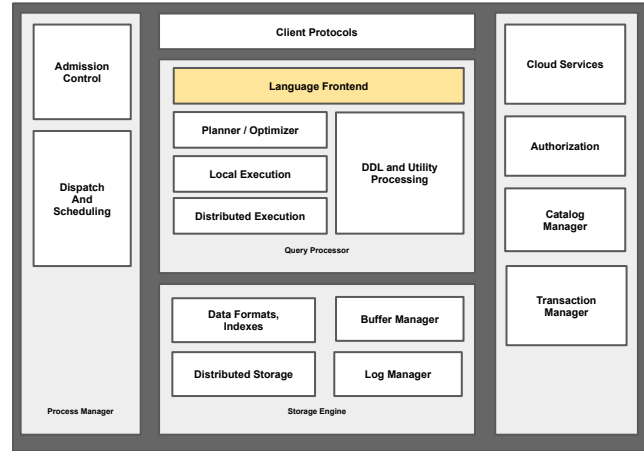 Admission
Control
Dispatch
And
Scheduling
Process Manager
Client Protocols
Language Frontend
Planner / Optimizer
Local Execution
Distributed Execution
DDL and Utility
Processing
Query Processor
Data Formats,
Indexes
Buffer Manager
Distributed Storage
Log Manager
Storage Engine
Cloud Services
Authorization
Catalog
Manager
Transaction
Manager